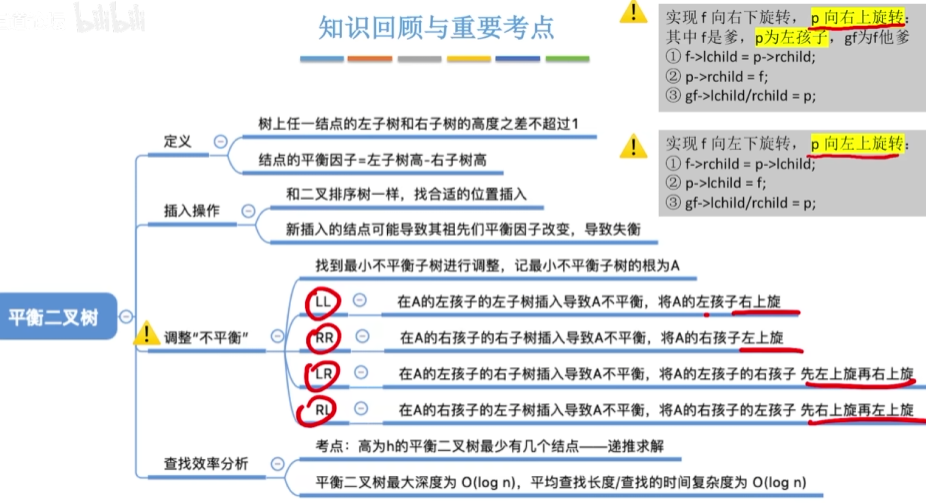 bilibili
知识回顾与重要考点
实现 f 向右下旋转， p 向右上旋转：
其中 f是爹，p为左孩子，gf为f他爹
① f->lchild = p->rchild;
② p->rchild = f;
③ gf->lchild/rchild = p;
实现 f 向左下旋转， p 向左上旋转：
① f->rchild = p->lchild;
② p->lchild = f;
③ gf->lchild/rchild = p;
平衡二叉树
定义
树上任一结点的左子树和右子树的高度之差不超过1
结点的平衡因子=左子树高-右子树高
插入操作
和二叉排序树一样，找合适的位置插入
新插入的结点可能导致其祖先们平衡因子改变，导致失衡
调整“不平衡”
找到最小不平衡子树进行调整，记最小不平衡子树的根为A
LL 在A的左孩子的左子树插入导致A不平衡，将A的左孩子右上旋
RR 在A的右孩子的右子树插入导致A不平衡，将A的右孩子左上旋
LR 在A的左孩子的右子树插入导致A不平衡，将A的左孩子的右孩子 先左上旋再右上旋
RL 在A的右孩子的左子树插入导致A不平衡，将A的右孩子的左孩子 先右上旋再左上旋
查找效率分析
考点：高为h的平衡二叉树最少有几个结点——递推求解
平衡二叉树最大深度为 O(log n)，平均查找长度/查找的时间复杂度为 O(log n)